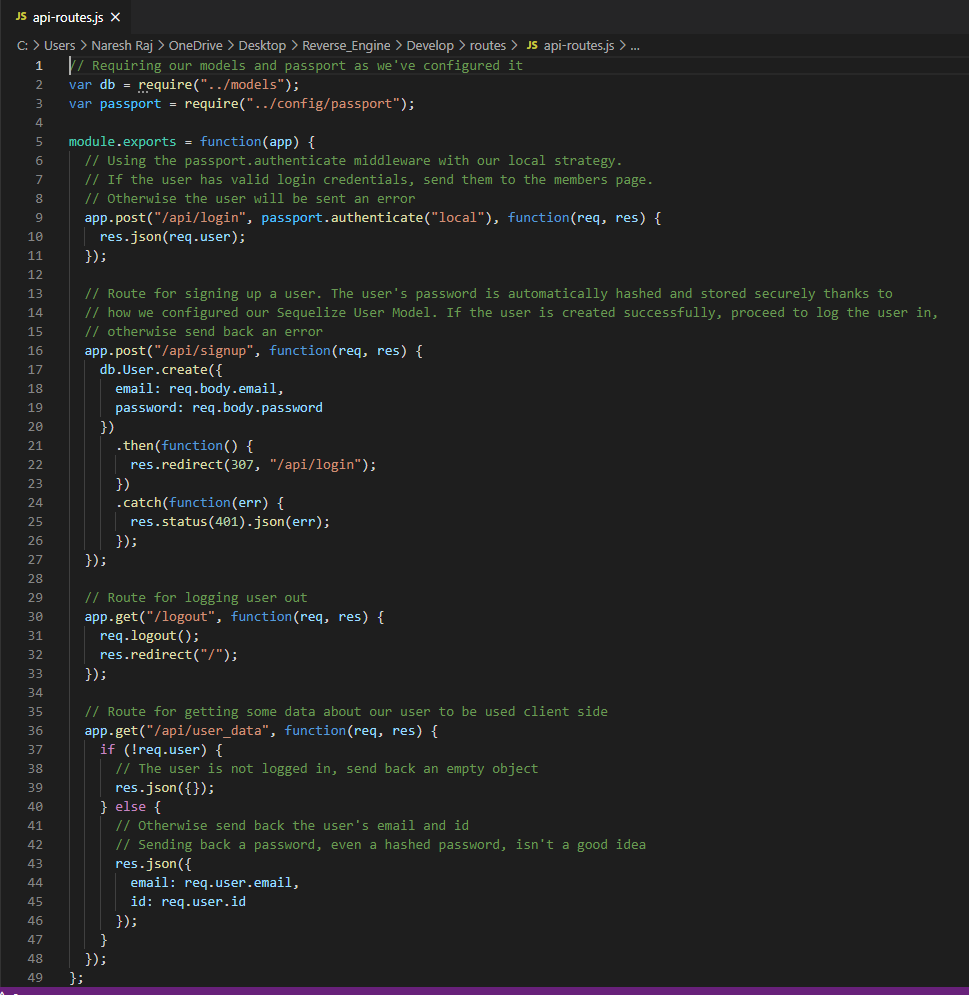 JS api-routes.js ×
C: > Users > Naresh Raj > OneDrive > Desktop > Reverse_Engine > Develop > routes > JS api-routes.js > ...
1 // Requiring our models and passport as we've configured it
2 var db = require("../models");
3 var passport = require("../config/passport");
4
5 module.exports = function(app) {
6   // Using the passport.authenticate middleware with our local strategy.
7   // If the user has valid login credentials, send them to the members page.
8   // Otherwise the user will be sent an error
9   app.post("/api/login", passport.authenticate("local"), function(req, res) {
10     res.json(req.user);
11   });
12
13   // Route for signing up a user. The user's password is automatically hashed and stored securely thanks to
14   // how we configured our Sequelize User Model. If the user is created successfully, proceed to log the user in,
15   // otherwise send back an error
16   app.post("/api/signup", function(req, res) {
17     db.User.create({
18       email: req.body.email,
19       password: req.body.password
20     })
21       .then(function() {
22         res.redirect(307, "/api/login");
23       })
24       .catch(function(err) {
25         res.status(401).json(err);
26       });
27   });
28
29   // Route for logging user out
30   app.get("/logout", function(req, res) {
31     req.logout();
32     res.redirect("/");
33   });
34
35   // Route for getting some data about our user to be used client side
36   app.get("/api/user_data", function(req, res) {
37     if (!req.user) {
38       // The user is not logged in, send back an empty object
39       res.json({});
40     } else {
41       // Otherwise send back the user's email and id
42       // Sending back a password, even a hashed password, isn't a good idea
43       res.json({
44         email: req.user.email,
45         id: req.user.id
46       });
47     }
48   });
49 };